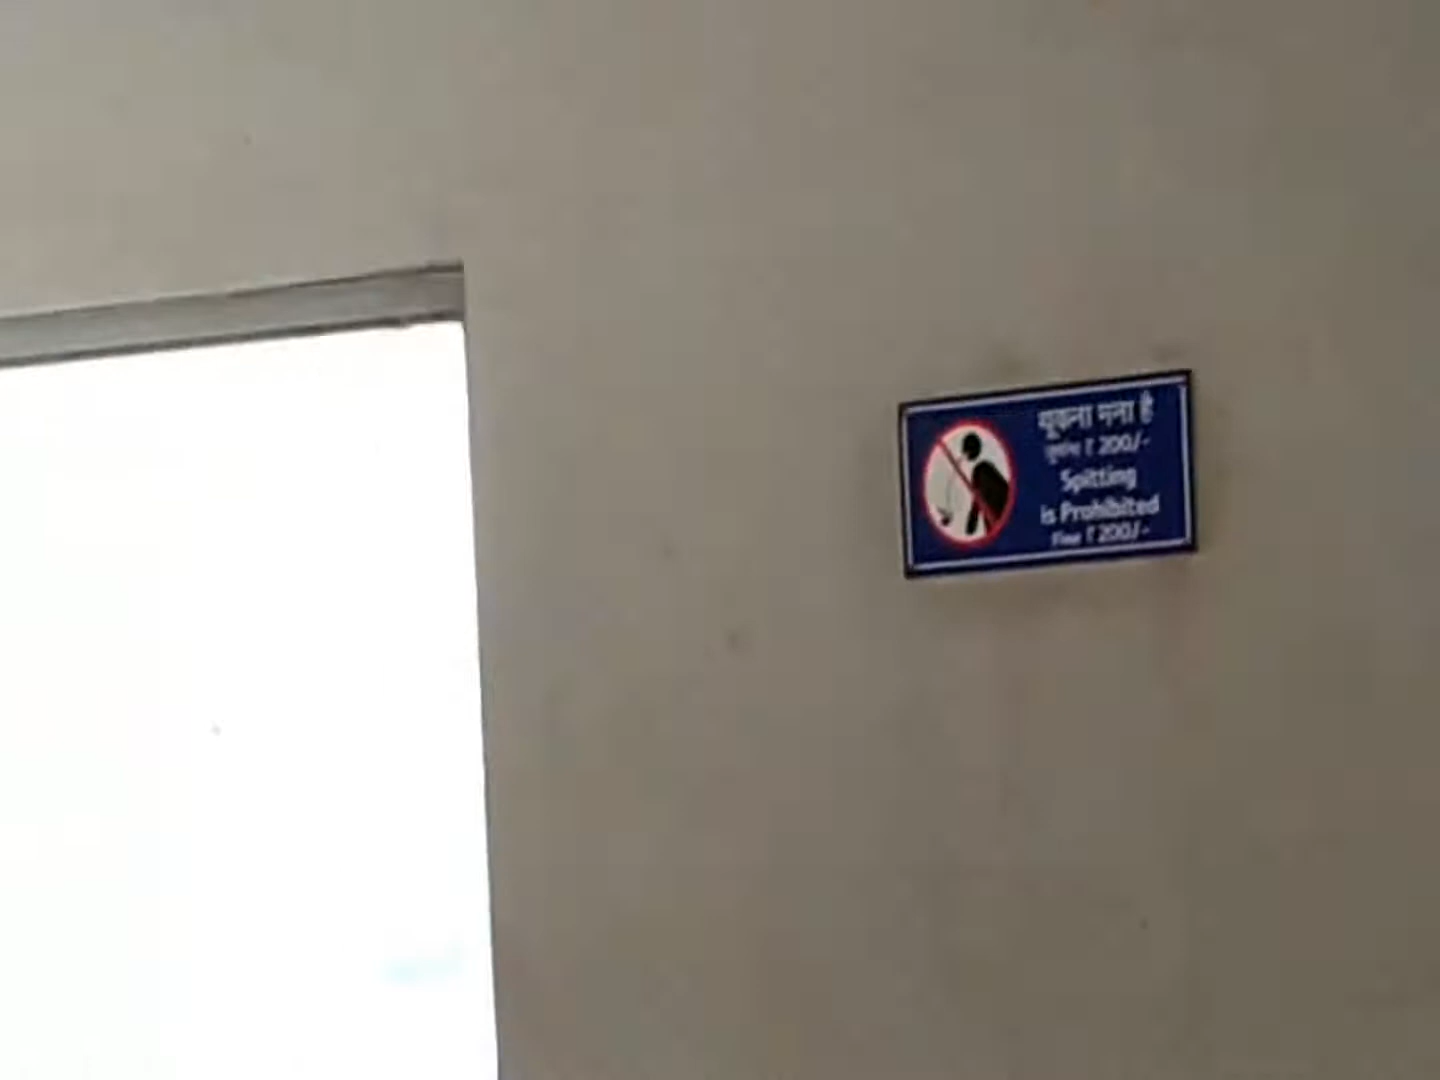 थूकना मना है
जुर्माना ₹ 200/-
Spitting
is Prohibited
Fine ₹ 200/-